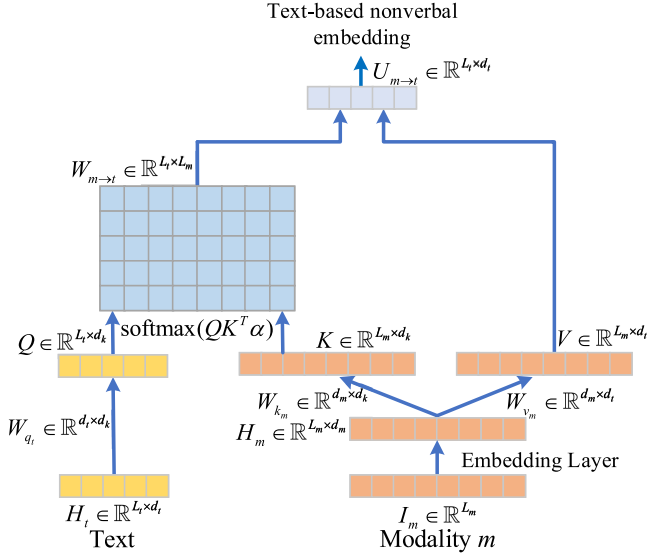 Text-based nonverbal
embedding
U_{m→t} ∈ ℝ^{L_t×d_t}
W_{m→t} ∈ ℝ^{L_t×L_m}
softmax(QK^Tα)
Q ∈ ℝ^{L_t×d_k}
K ∈ ℝ^{L_m×d_k}
V ∈ ℝ^{L_m×d_t}
W_{q_t} ∈ ℝ^{d_t×d_k}
W_{k_m} ∈ ℝ^{d_m×d_k}
W_{v_m} ∈ ℝ^{d_m×d_t}
H_m ∈ ℝ^{L_m×d_m}
Embedding Layer
H_t ∈ ℝ^{L_t×d_t}
I_m ∈ ℝ^{L_m}
Text
Modality m